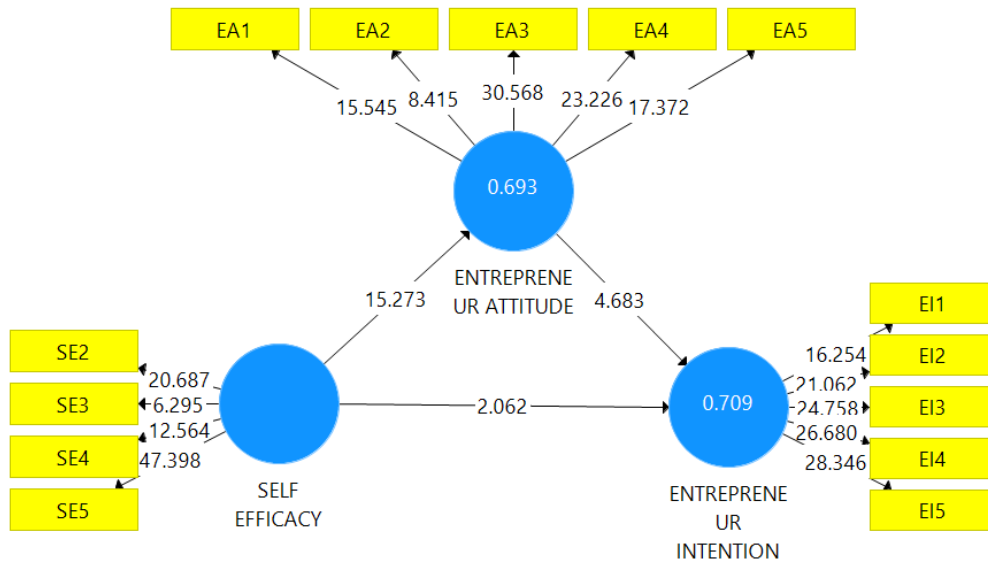 EA1 EA2 EA3 EA4 EA5
15.545 8.415 30.568 23.226 17.372
0.693
ENTREPRENE
UR ATTITUDE
15.273 4.683
SE2
SE3
SE4
SE5
20.687
6.295
12.564
47.398
SELF
EFFICACY
2.062
0.709
ENTREPRENE
UR
INTENTION
16.254
21.062
24.758
26.680
28.346
EI1
EI2
EI3
EI4
EI5